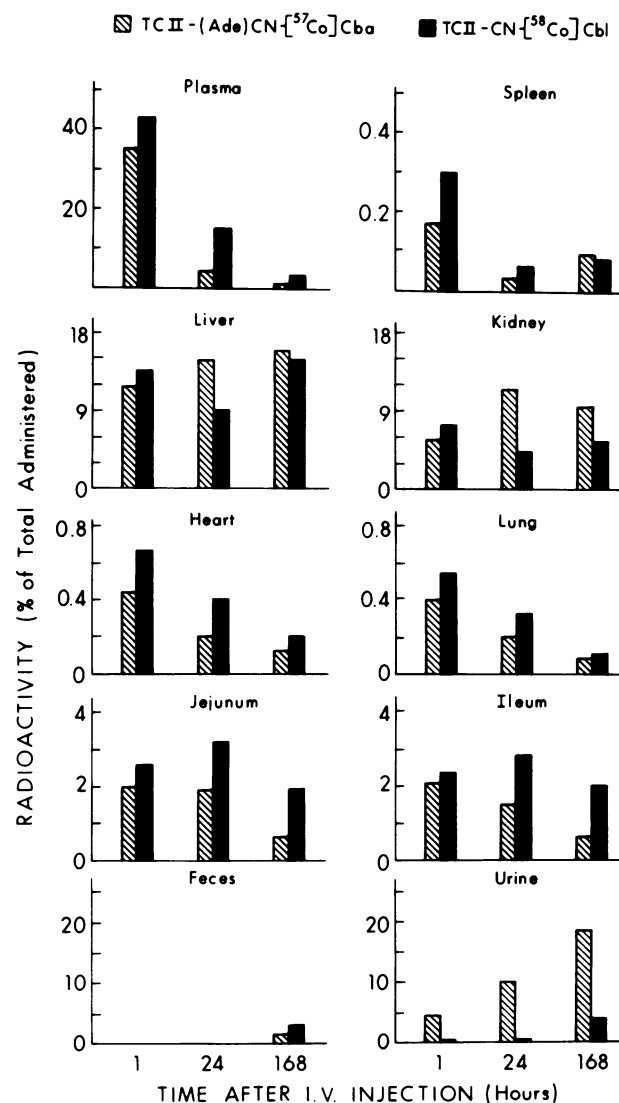 TC II-(Ade)CN-[⁵⁷Co]Cba TCII-CN-[⁵⁸Co]Cbl
Plasma Spleen
40 0.4
20 0.2
Liver Kidney
18 18
9 9
0 0
Heart Lung
0.8 0.8
0.4 0.4
0 0
Jejunum Ileum
4 4
2 2
0 0
Feces Urine
20 20
10 10
0 0
1 24 168 1 24 168
TIME AFTER I.V. INJECTION (Hours)
RADIOACTIVITY (% of Total Administered)